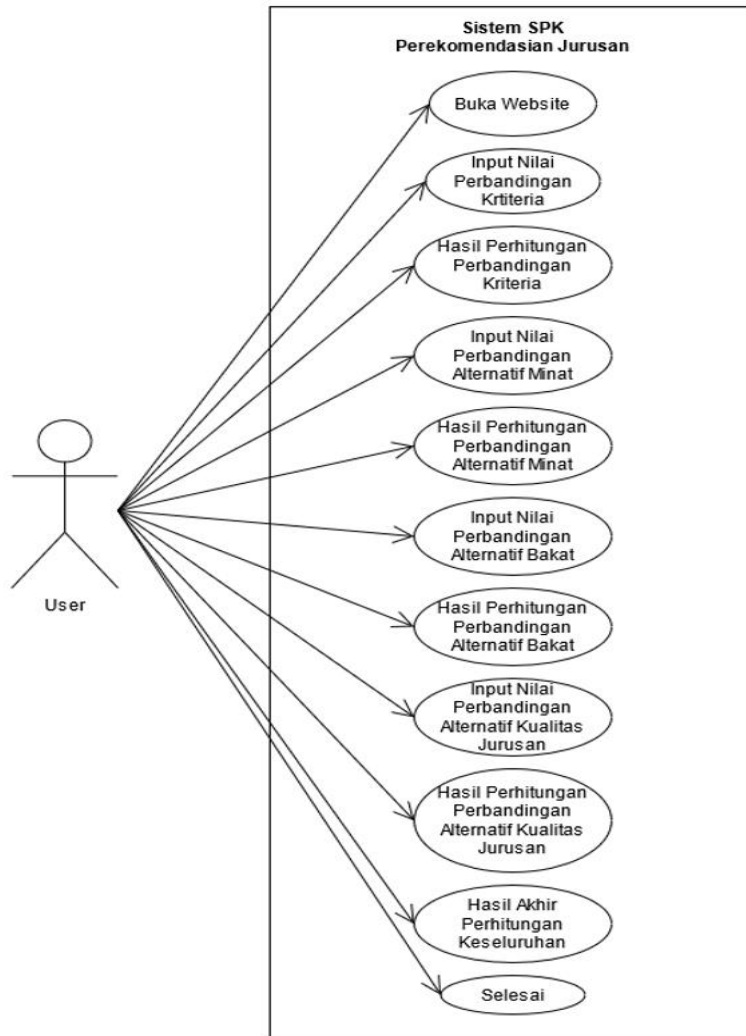 Sistem SPK
Perekomendasian Jurusan
Buka Website
Input Nilai
Perbandingan
Krtiteria
Hasil Perhitungan
Perbandingan
Kriteria
Input Nilai
Perbandingan
Alternatif Minat
Hasil Perhitungan
Perbandingan
Alternatif Minat
Input Nilai
Perbandingan
Alternatif Bakat
Hasil Perhitungan
Perbandingan
Alternatif Bakat
Input Nilai
Perbandingan
Alternatif Kualitas
Jurusan
Hasil Perhitungan
Perbandingan
Alternatif Kualitas
Jurusan
Hasil Akhir
Perhitungan
Keseluruhan
Selesai
User